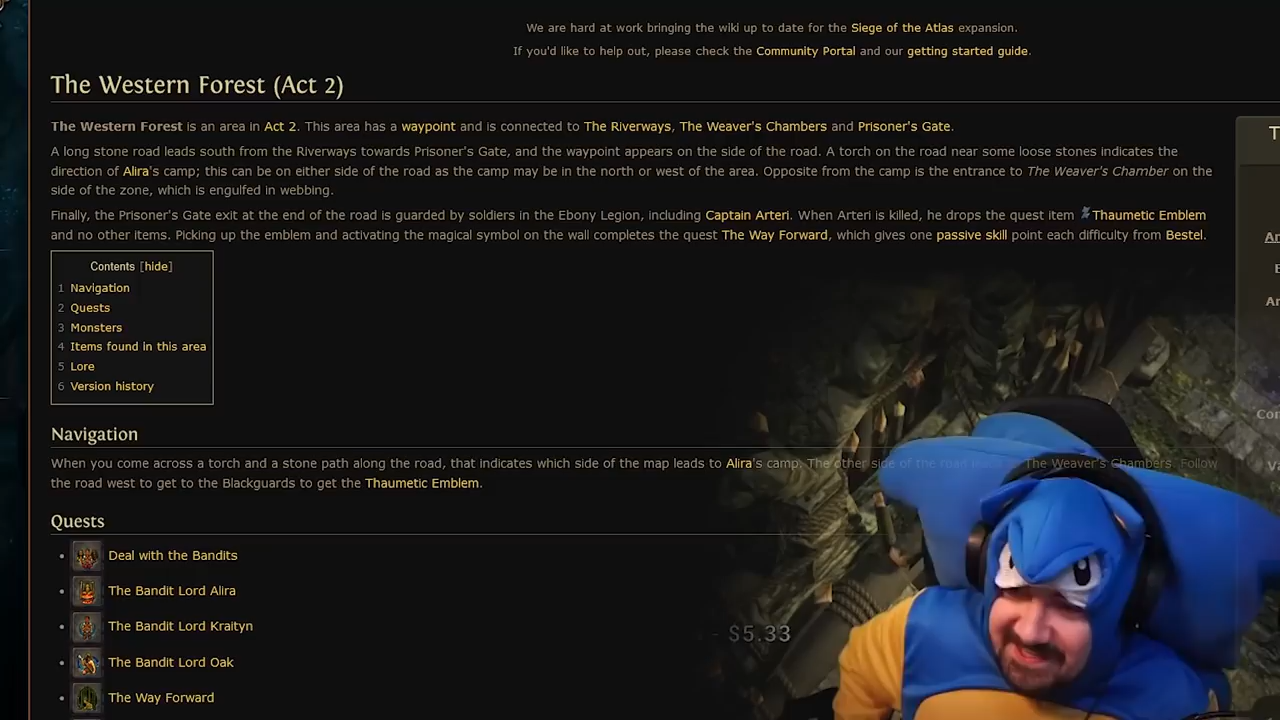 We are hard at work bringing the wiki up to date for the Siege of the Atlas expansion.
If you'd like to help out, please check the Community Portal and our getting started guide.
The Western Forest (Act 2)
The Western Forest is an area in Act 2. This area has a waypoint and is connected to The Riverways, The Weaver's Chambers and Prisoner's Gate.
A long stone road leads south from the Riverways towards Prisoner's Gate, and the waypoint appears on the side of the road. A torch on the road near some loose stones indicates the
direction of Alira's camp; this can be on either side of the road as the camp may be in the north or west of the area. Opposite from the camp is the entrance to The Weaver's Chamber on the
side of the zone, which is engulfed in webbing.
Finally, the Prisoner's Gate exit at the end of the road is guarded by soldiers in the Ebony Legion, including Captain Arteri. When Arteri is killed, he drops the quest item Thaumetic Emblem
and no other items. Picking up the emblem and activating the magical symbol on the wall completes the quest The Way Forward, which gives one passive skill point each difficulty from Bestel.
Contents [hide]
1 Navigation
2 Quests
3 Monsters
4 Items found in this area
5 Lore
6 Version history
Navigation
When you come across a torch and a stone path along the road, that indicates which side of the map leads to Alira's camp. The other side of the road leads to The Weaver's Chambers. Follow
the road west to get to the Blackguards to get the Thaumetic Emblem.
Quests
Deal with the Bandits
The Bandit Lord Alira
The Bandit Lord Kraityn
- $5.33
The Bandit Lord Oak
The Way Forward